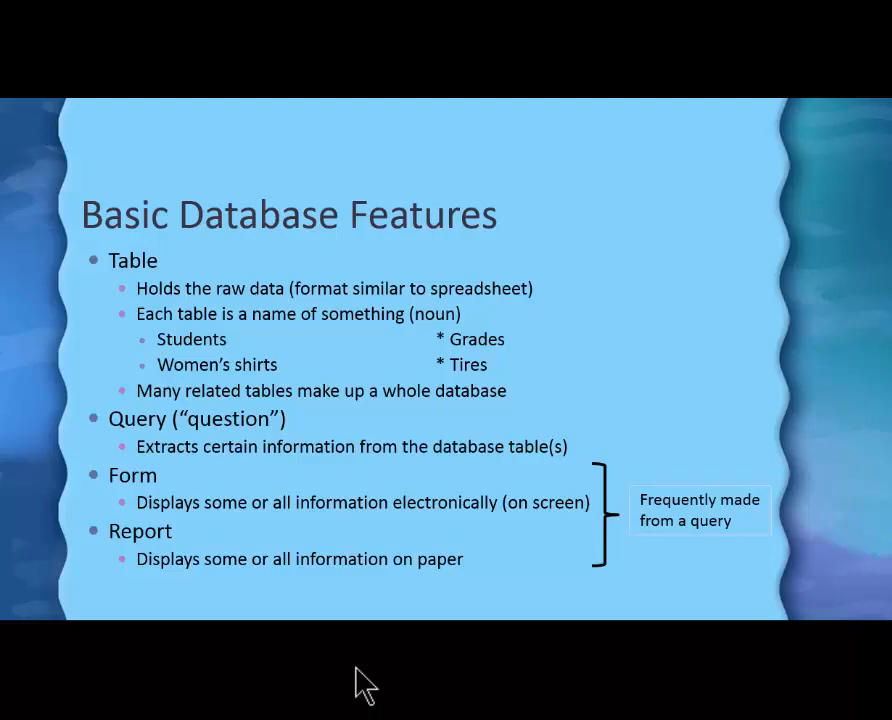 Basic Database Features
Table
Holds the raw data (format similar to spreadsheet)
Each table is a name of something (noun)
Students * Grades
Women’s shirts * Tires
Many related tables make up a whole database
Query (“question”)
Extracts certain information from the database table(s)
Form
Displays some or all information electronically (on screen)
Report
Displays some or all information on paper
Frequently made
from a query